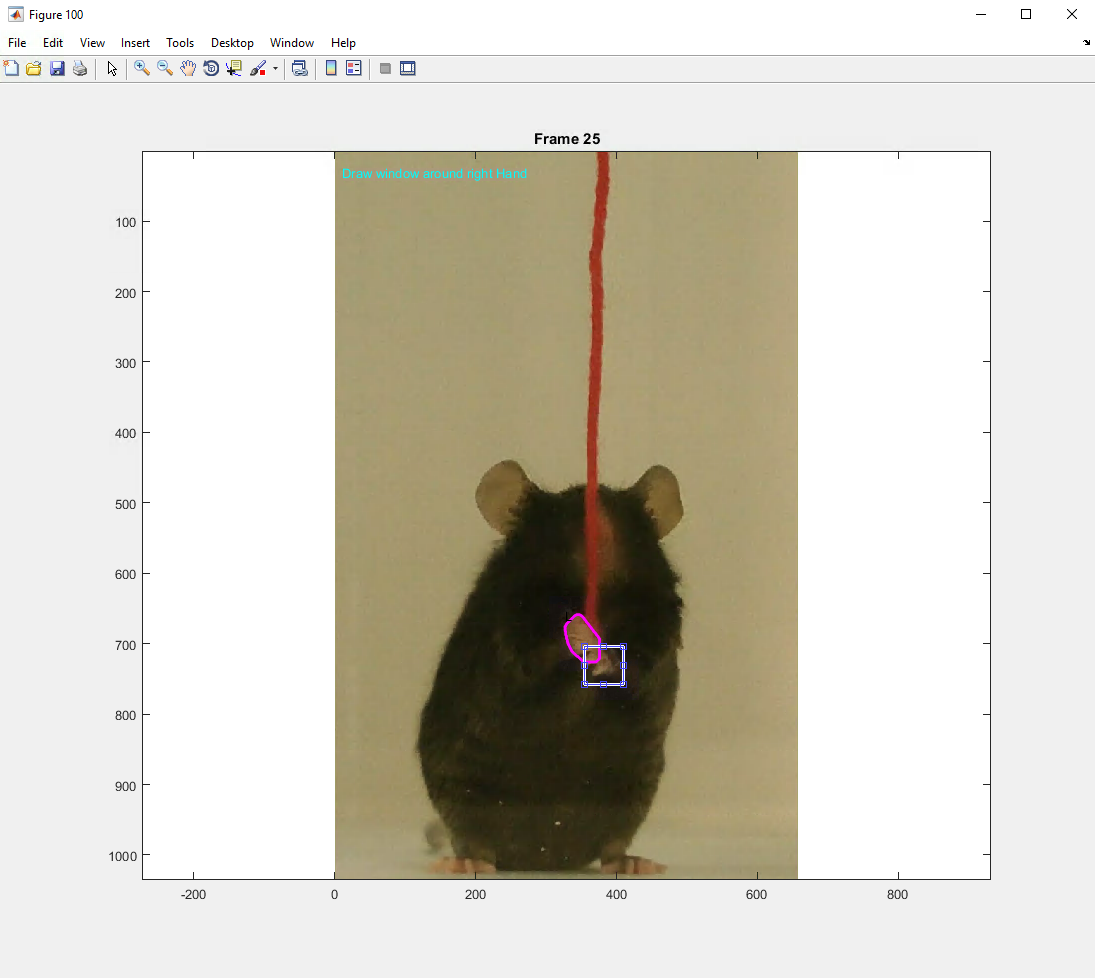 Figure 100
File Edit View Insert Tools Desktop Window Help
Frame 25
Draw window around right Hand
100
200
300
400
500
600
700
800
900
1000
-200 0 200 400 600 800